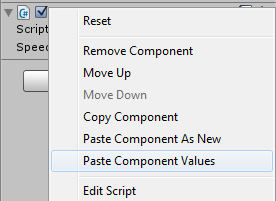 Reset
Script
Remove Component
Speed
Move Up
Move Down
Copy Component
Paste Component As New
Paste Component Values
Edit Script